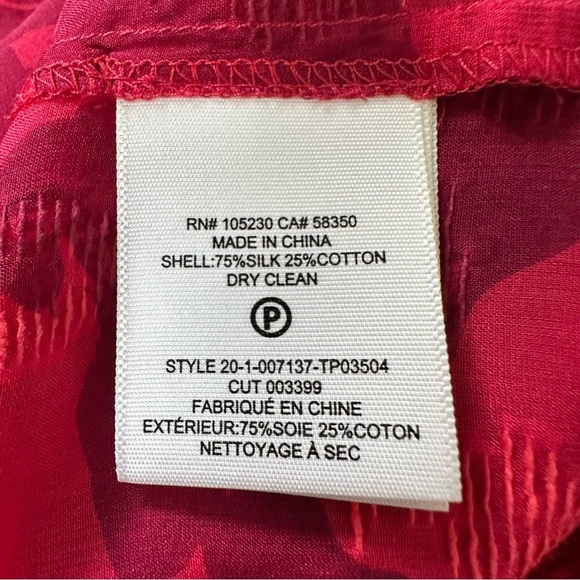 RN# 105230 CA# 58350
MADE IN CHINA
SHELL:75%SILK 25%COTTON
DRY CLEAN
P
STYLE 20-1-007137-TP03504
CUT 003399
FABRIQUÉ EN CHINE
EXTÉRIEUR:75%SOIE 25%COTON
NETTOYAGE À SEC